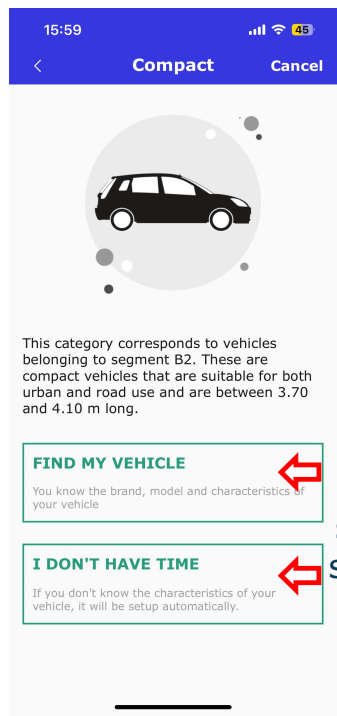 15:59
45
Compact
Cancel
This category corresponds to vehicles
belonging to segment B2. These are
compact vehicles that are suitable for both
urban and road use and are between 3.70
and 4.10 m long.
FIND MY VEHICLE
You know the brand, model and characteristics of
your vehicle
I DON'T HAVE TIME
If you don't know the characteristics of your
vehicle, it will be setup automatically.